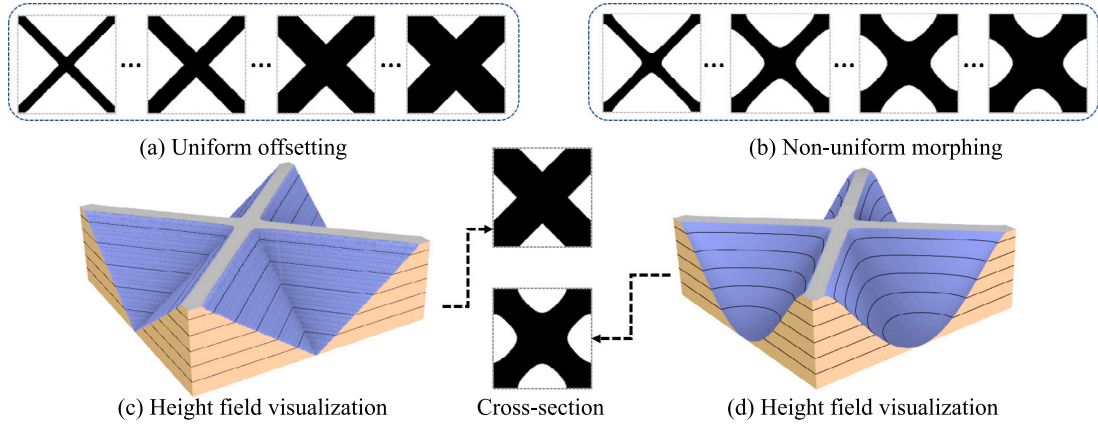 ... ... ...
... ... ...
(a) Uniform offsetting
(b) Non-uniform morphing
(c) Height field visualization
Cross-section
(d) Height field visualization